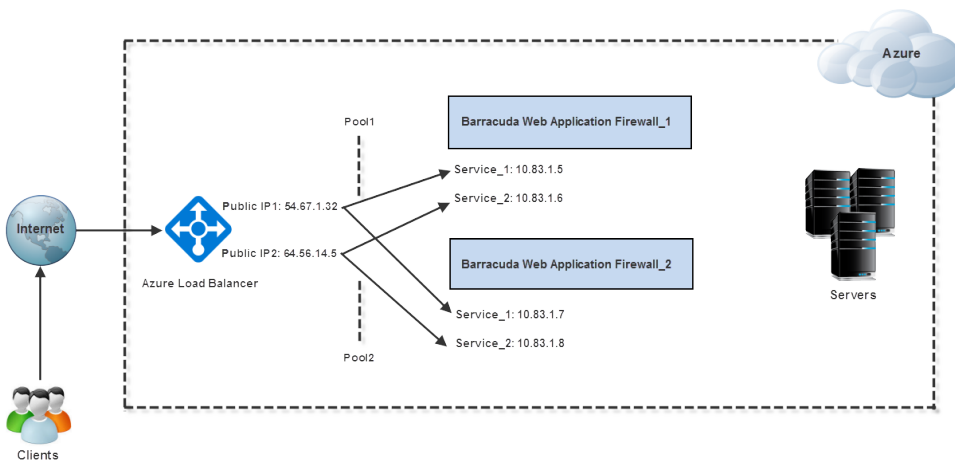 Azure
Pool1
Barracuda Web Application Firewall_1
Service_1: 10.83.1.5
Service_2: 10.83.1.6
Public IP1: 54.67.1.32
Internet
Public IP2: 64.56.14.5
Barracuda Web Application Firewall_2
Azure Load Balancer
Servers
Service_1: 10.83.1.7
Service_2: 10.83.1.8
Pool2
Clients